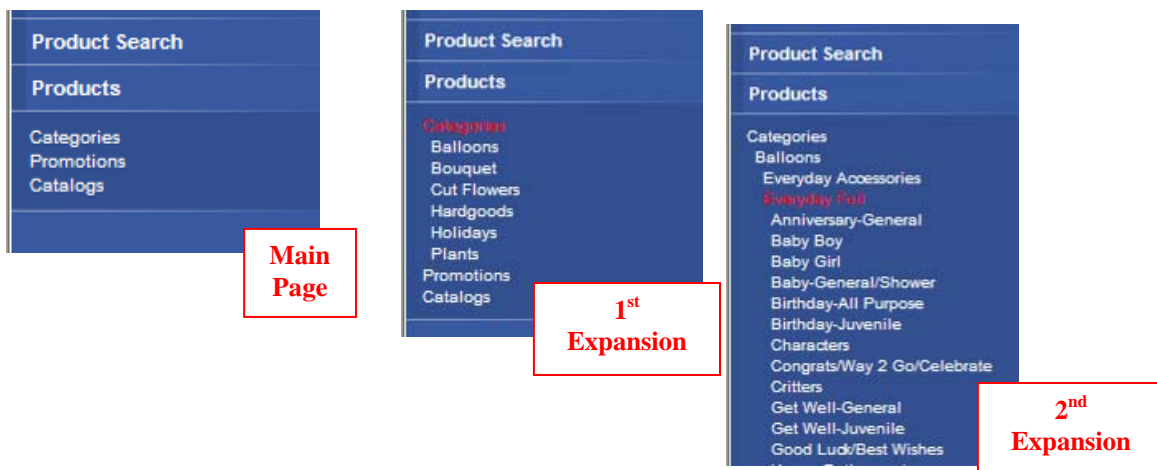 Product Search
Products
Categories
Promotions
Catalogs
Main
Page
Product Search
Products
Categories
Balloons
Bouquet
Cut Flowers
Hardgoods
Holidays
Plants
Promotions
Catalogs
1st
Expansion
Product Search
Products
Categories
Balloons
Everyday Accessories
Everyday Foil
Anniversary-General
Baby Boy
Baby Girl
Baby-General/Shower
Birthday-All Purpose
Birthday-Juvenile
Characters
Congrats/Way 2 Go/Celebrate
Critters
Get Well-General
Get Well-Juvenile
Good Luck/Best Wishes
2nd
Expansion